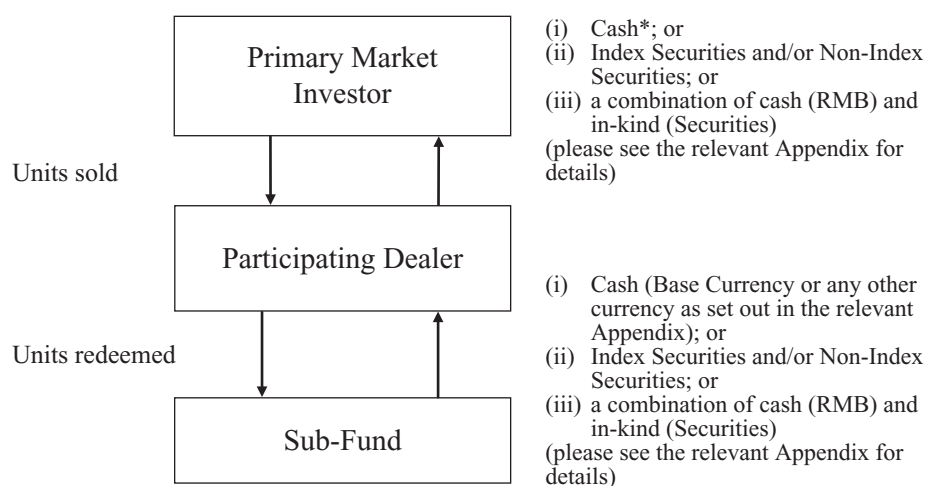 Primary Market
Investor
(i) Cash*; or
(ii) Index Securities and/or Non-Index
Securities; or
(iii) a combination of cash (RMB) and
in-kind (Securities)
(please see the relevant Appendix for
details)
Units sold
Participating Dealer
(i) Cash (Base Currency or any other
currency as set out in the relevant
Appendix); or
(ii) Index Securities and/or Non-Index
Securities; or
(iii) a combination of cash (RMB) and
in-kind (Securities)
(please see the relevant Appendix for
details)
Units redeemed
Sub-Fund